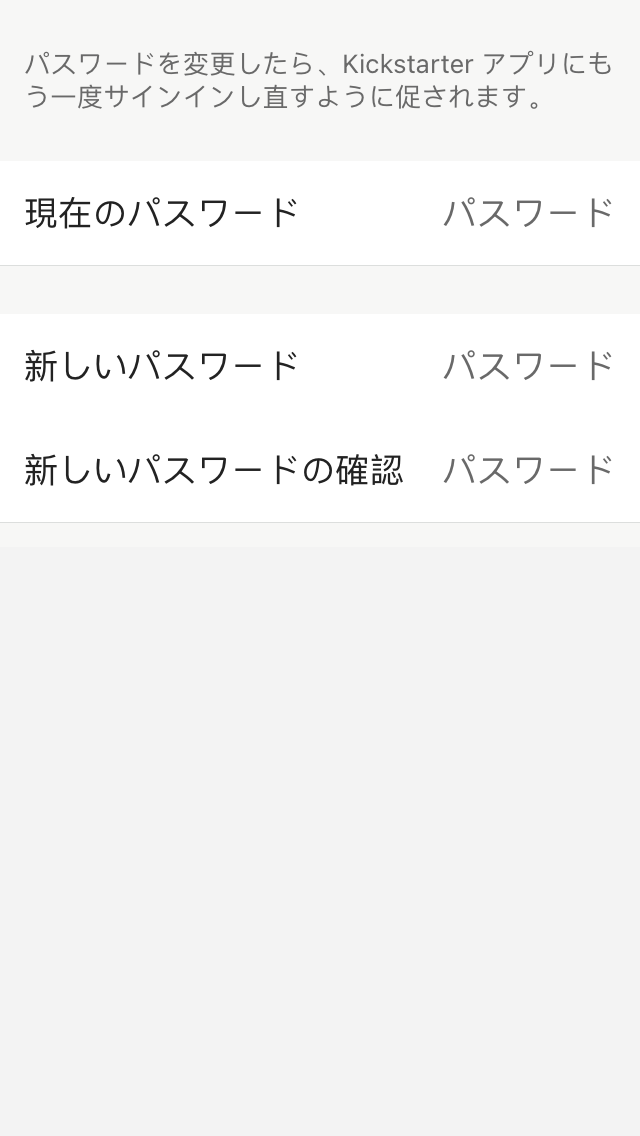 パスワードを変更したら、Kickstarter アプリにも
う一度サインインし直すように促されます。
現在のパスワード パスワード
新しいパスワード パスワード
新しいパスワードの確認 パスワード